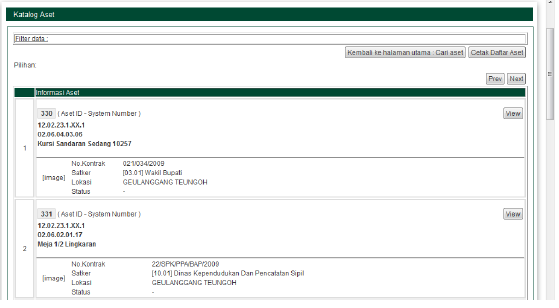 Katalog Aset
Filter data :
Kembali ke halaman utama : Cari aset
Cetak Daftar Aset
Pilihan:
Prev
Next
Informasi Aset
1
330 ( Aset ID - System Number )
View
12.02.23.1.XX.1
02.06.04.03.06
Kursi Sandaran Sedang 10257
[image]
No.Kontrak 021/034/2009
Satker [03.01] Wakil Bupati
Lokasi GEULANGGANG TEUNGOH
Status -
2
331 ( Aset ID - System Number )
View
12.02.23.1.XX.1
02.06.02.01.17
Meja 1/2 Lingkaran
[image]
No.Kontrak 22/SPK/PPA/BAP/2009
Satker [10.01] Dinas Kependudukan Dan Pencatatan Sipil
Lokasi GEULANGGANG TEUNGOH
Status -